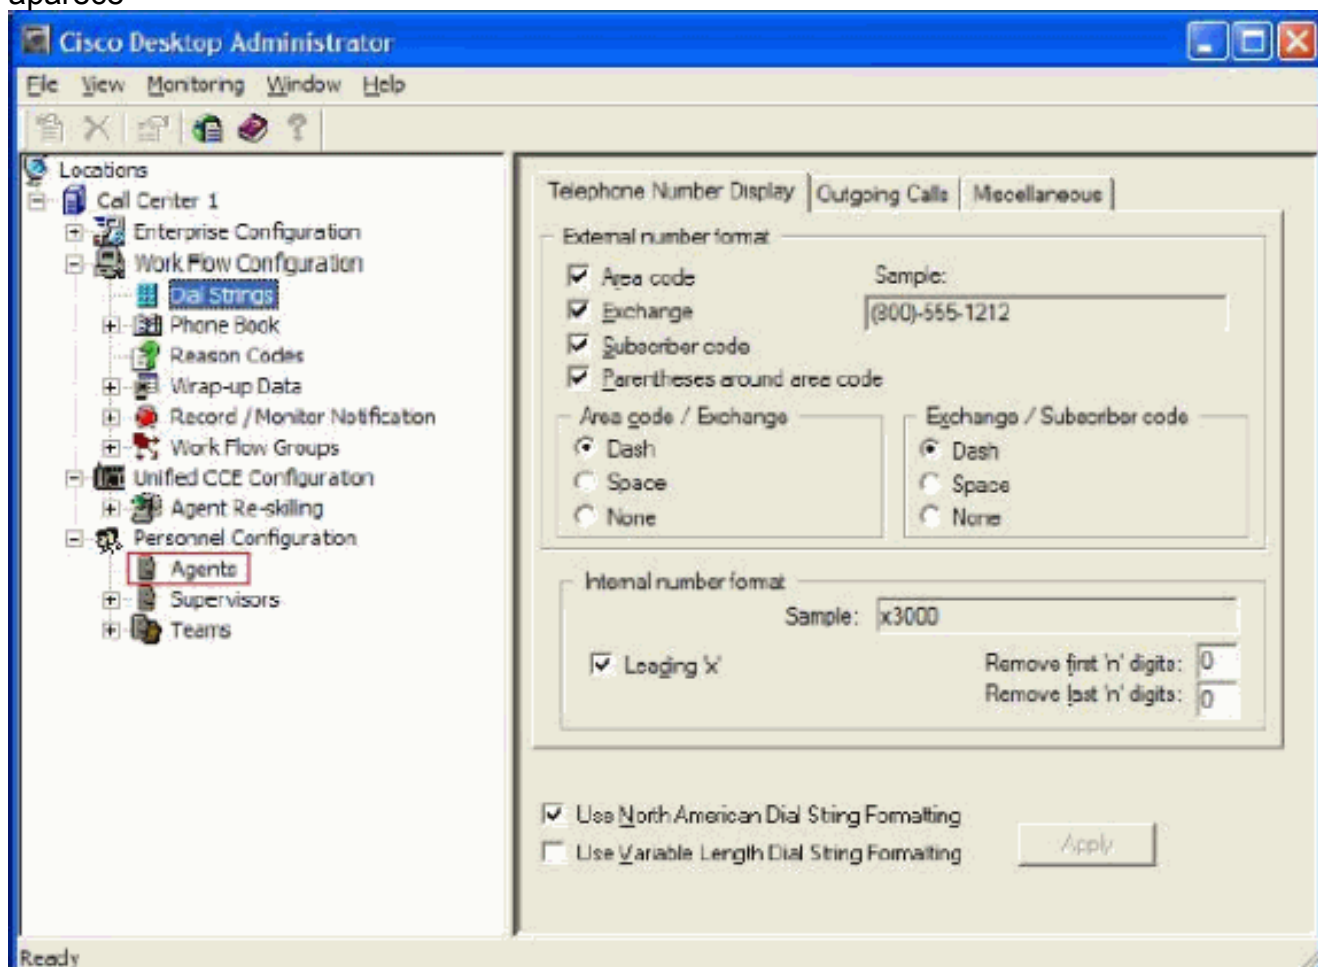 aparece
Cisco Desktop Administrator
File View Monitoring Window Help
Locations
Call Center 1
Enterprise Configuration
Work Flow Configuration
Dial Strings
Phone Book
Reason Codes
Wrap-up Data
Record / Monitor Notification
Work Flow Groups
Unified CCE Configuration
Agent Re-skilling
Personnel Configuration
Agents
Supervisors
Teams
Telephone Number Display Outgoing Calls Miscellaneous
External number format
Area code Sample:
Exchange (800)-555-1212
Subscriber code
Parentheses around area code
Area code / Exchange Exchange / Subscriber code
Dash Dash
Space Space
None None
Internal number format
Sample: x3000
Leading 'x' Remove first 'n' digits: 0
Remove last 'n' digits: 0
Use North American Dial String Formatting
Use Variable Length Dial String Formatting Apply
Ready